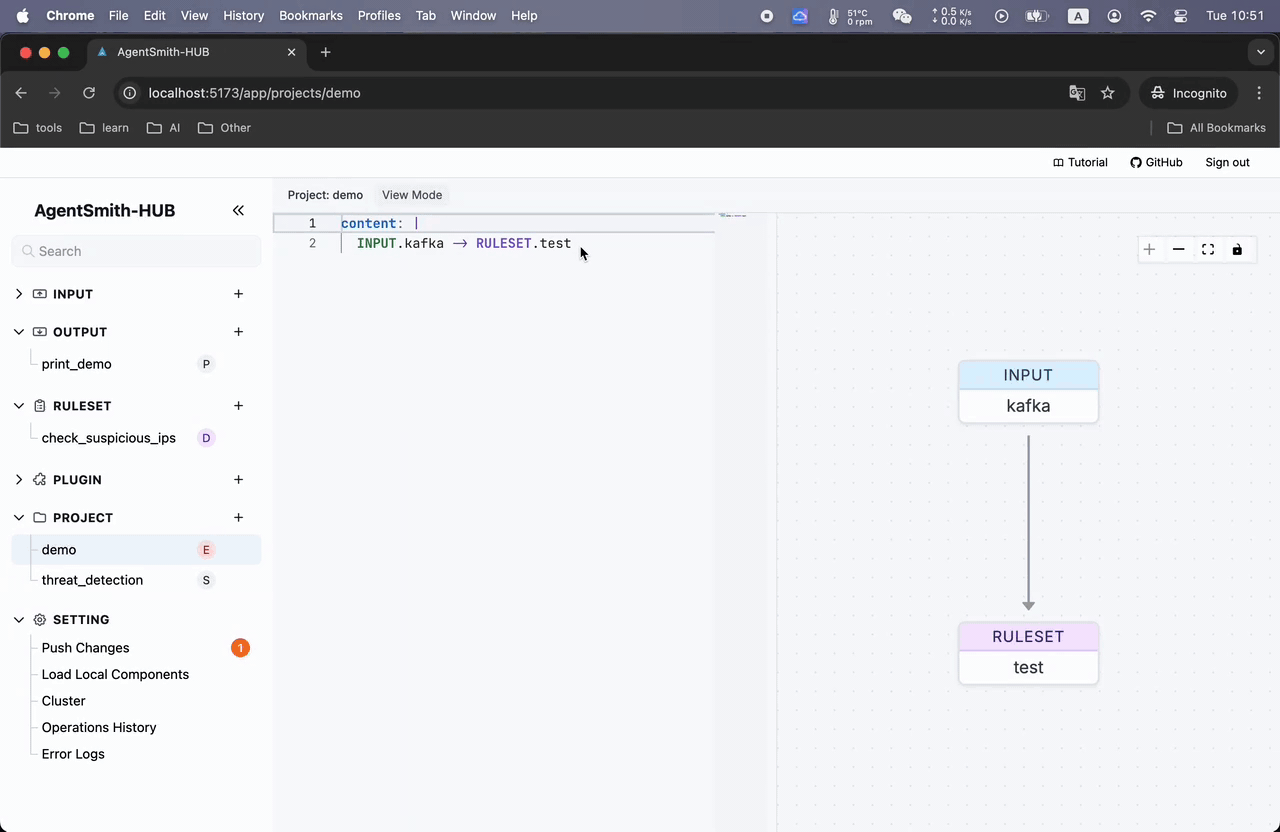 Chrome File Edit View History Bookmarks Profiles Tab Window Help
51°C
0 rpm
0.5 K/s
0.0 K/s
A
Tue 10:51
AgentSmith-HUB
localhost:5173/app/projects/demo
Incognito
tools learn AI Other
All Bookmarks
Tutorial GitHub Sign out
AgentSmith-HUB
Search
INPUT
OUTPUT
print_demo P
RULESET
check_suspicious_ips D
PLUGIN
PROJECT
demo E
threat_detection S
SETTING
Push Changes 1
Load Local Components
Cluster
Operations History
Error Logs
Project: demo View Mode
1 content: |
2 INPUT.kafka -> RULESET.test
INPUT
kafka
RULESET
test